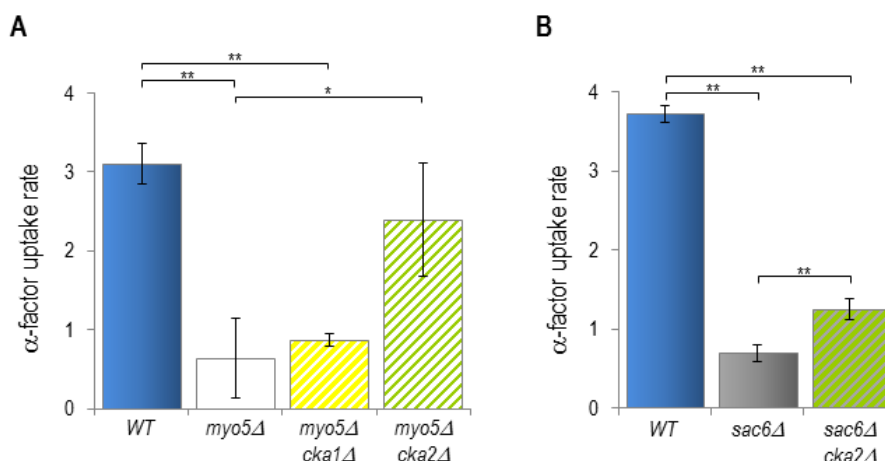 A
**
**
*
4
3
2
1
0
α-factor uptake rate
WT
myo5Δ
myo5Δ
cka1Δ
myo5Δ
cka2Δ
B
**
**
**
4
3
2
1
0
α-factor uptake rate
WT
sac6Δ
sac6Δ
cka2Δ